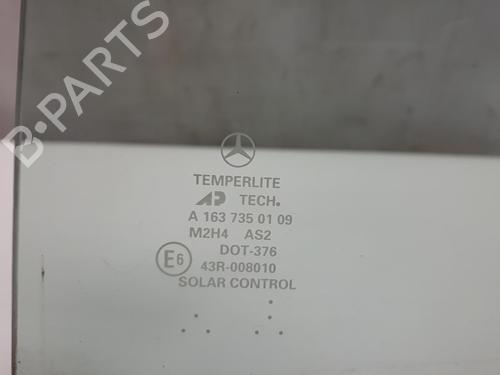 B-PARTS
TEMPERLITE
AP TECH.
A 163 735 01 09
M2H4 AS2
DOT-376
E6 43R-008010
SOLAR CONTROL